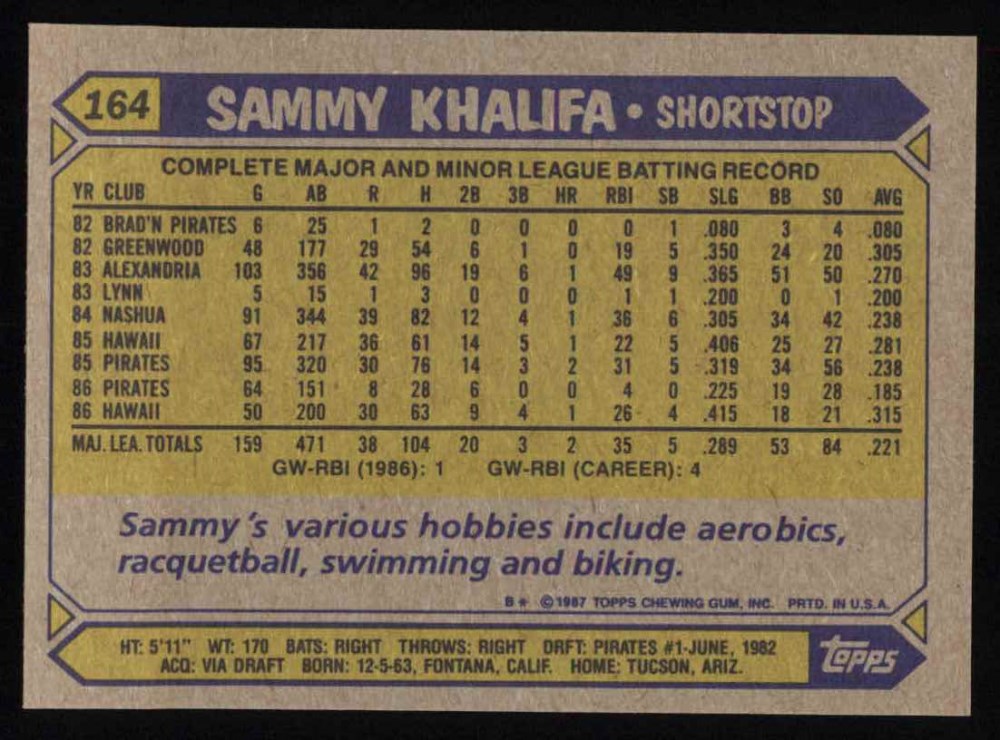 164 SAMMY KHALIFA • SHORTSTOP
COMPLETE MAJOR AND MINOR LEAGUE BATTING RECORD
YR CLUB G AB R H 2B 3B HR RBI SB SLG BB SO AVG
82 BRAD'N PIRATES 6 25 1 2 0 0 0 0 1 .080 3 4 .080
82 GREENWOOD 48 177 29 54 6 1 0 19 5 .350 24 20 .305
83 ALEXANDRIA 103 356 42 96 19 6 1 49 9 .365 51 50 .270
83 LYNN 5 15 1 3 0 0 0 1 1 .200 0 1 .200
84 NASHUA 91 344 39 82 12 4 1 36 6 .305 34 42 .238
85 HAWAII 67 217 36 61 14 5 1 22 5 .406 25 27 .281
85 PIRATES 95 320 30 76 14 3 2 31 5 .319 34 56 .238
86 PIRATES 64 151 8 28 6 0 0 4 0 .225 19 28 .185
86 HAWAII 50 200 30 63 9 4 1 26 4 .415 18 21 .315
MAJ. LEA. TOTALS 159 471 38 104 20 3 2 35 5 .289 53 84 .221
GW-RBI (1986): 1 GW-RBI (CAREER): 4
Sammy's various hobbies include aerobics,
racquetball, swimming and biking.
B* ©1987 TOPPS CHEWING GUM, INC. PRTD. IN U.S.A.
HT: 5'11" WT: 170 BATS: RIGHT THROWS: RIGHT DRFT: PIRATES #1-JUNE, 1982
ACQ: VIA DRAFT BORN: 12-5-63, FONTANA, CALIF. HOME: TUCSON, ARIZ.
Topps